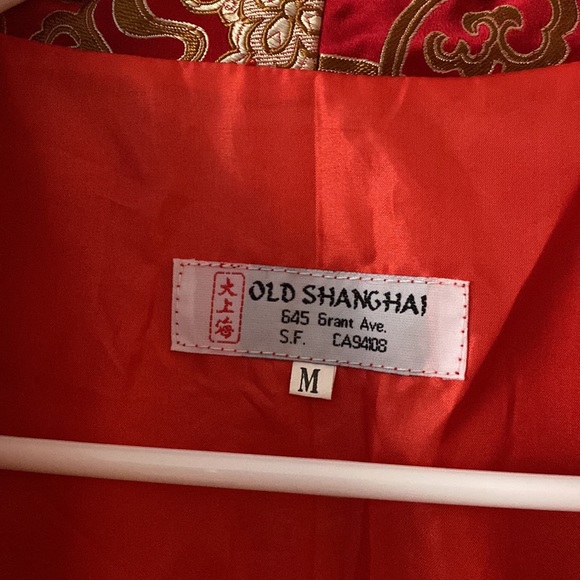 大上海
OLD SHANGHAI
645 Grant Ave.
S.F. CA94108
M